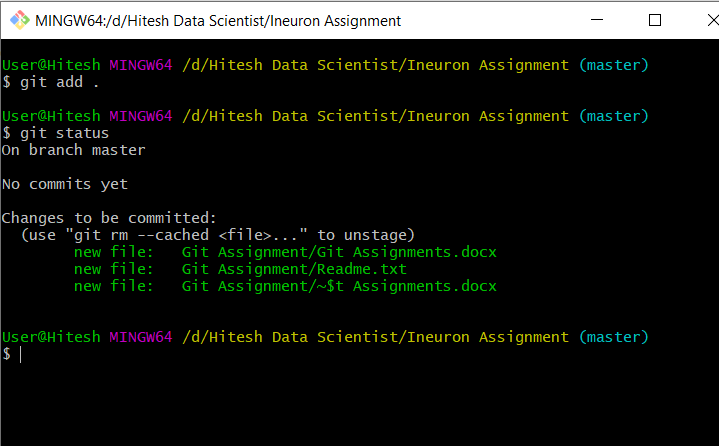 MINGW64:/d/Hitesh Data Scientist/Ineuron Assignment
User@Hitesh MINGW64 /d/Hitesh Data Scientist/Ineuron Assignment (master)
$ git add .
User@Hitesh MINGW64 /d/Hitesh Data Scientist/Ineuron Assignment (master)
$ git status
On branch master
No commits yet
Changes to be committed:
(use "git rm --cached <file>..." to unstage)
new file: Git Assignment/Git Assignments.docx
new file: Git Assignment/Readme.txt
new file: Git Assignment/~$t Assignments.docx
User@Hitesh MINGW64 /d/Hitesh Data Scientist/Ineuron Assignment (master)
$